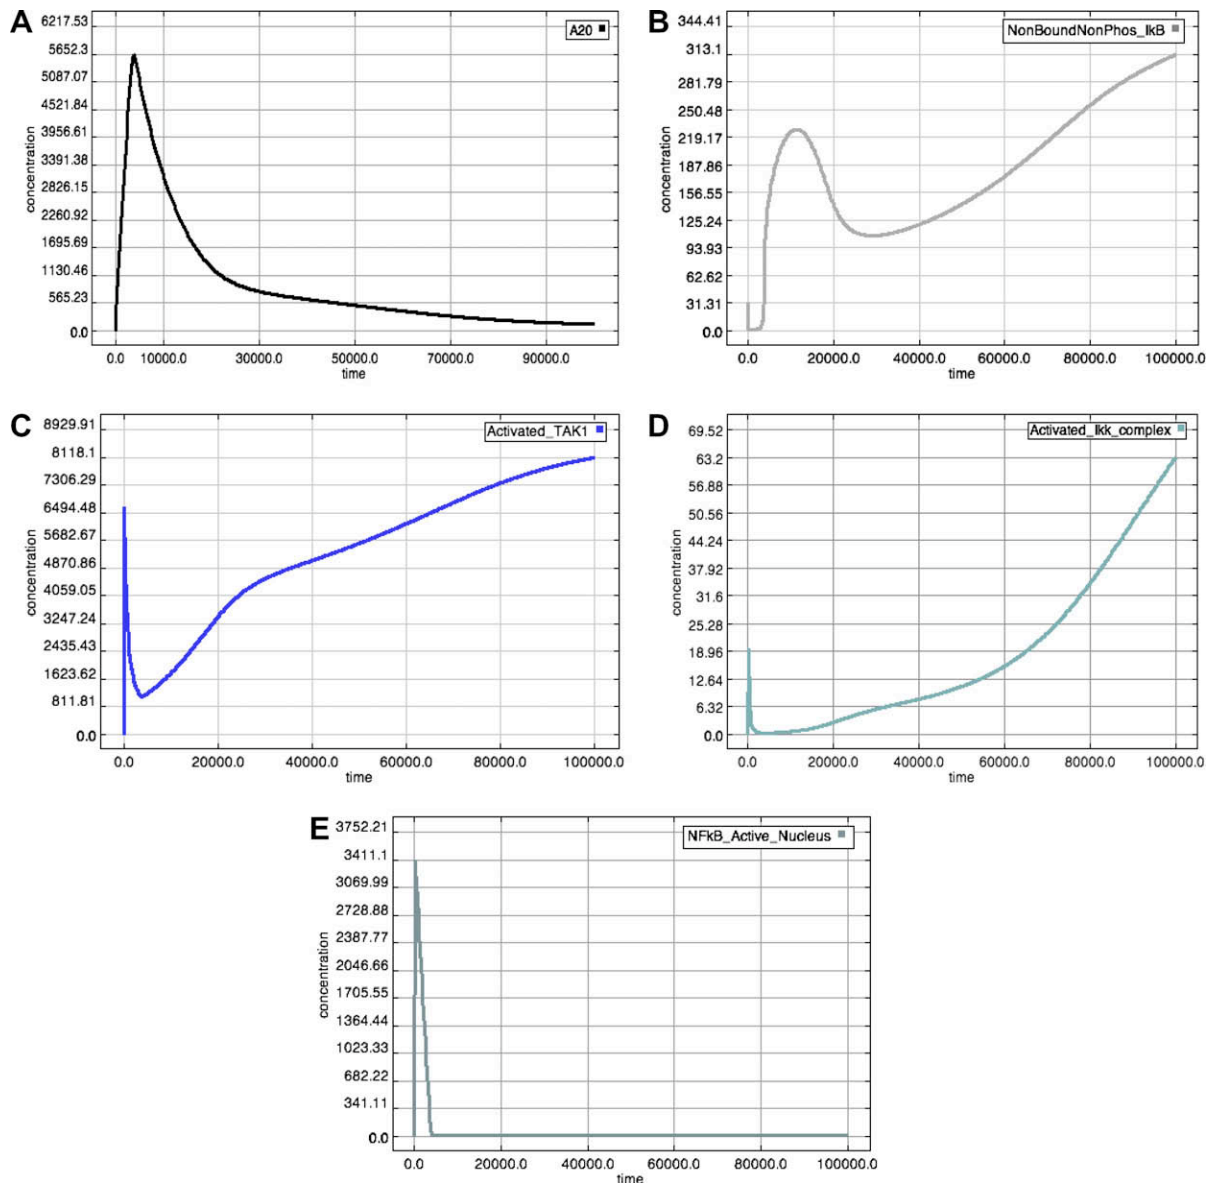 A
6217.53
5652.3
5087.07
4521.84
3956.61
3391.38
2826.15
2260.92
1695.69
1130.46
565.23
0.0
concentration
A20
0.0 10000.0 30000.0 50000.0 70000.0 90000.0
time
B
344.41
313.1
281.79
250.48
219.17
187.86
156.55
125.24
93.93
62.62
31.31
0.0
concentration
NonBoundNonPhos_IkB
0.0 20000.0 40000.0 60000.0 80000.0 100000.0
time
C
8929.91
8118.1
7306.29
6494.48
5682.67
4870.86
4059.05
3247.24
2435.43
1623.62
811.81
0.0
concentration
Activated_TAK1
0.0 20000.0 40000.0 60000.0 80000.0 100000.0
time
D
69.52
63.2
56.88
50.56
44.24
37.92
31.6
25.28
18.96
12.64
6.32
0.0
concentration
Activated_Ikk_complex
0.0 20000.0 40000.0 60000.0 80000.0 100000.0
time
E
3752.21
3411.1
3069.99
2728.88
2387.77
2046.66
1705.55
1364.44
1023.33
682.22
341.11
0.0
concentration
NFkB_Active_Nucleus
0.0 20000.0 40000.0 60000.0 80000.0 100000.0
time